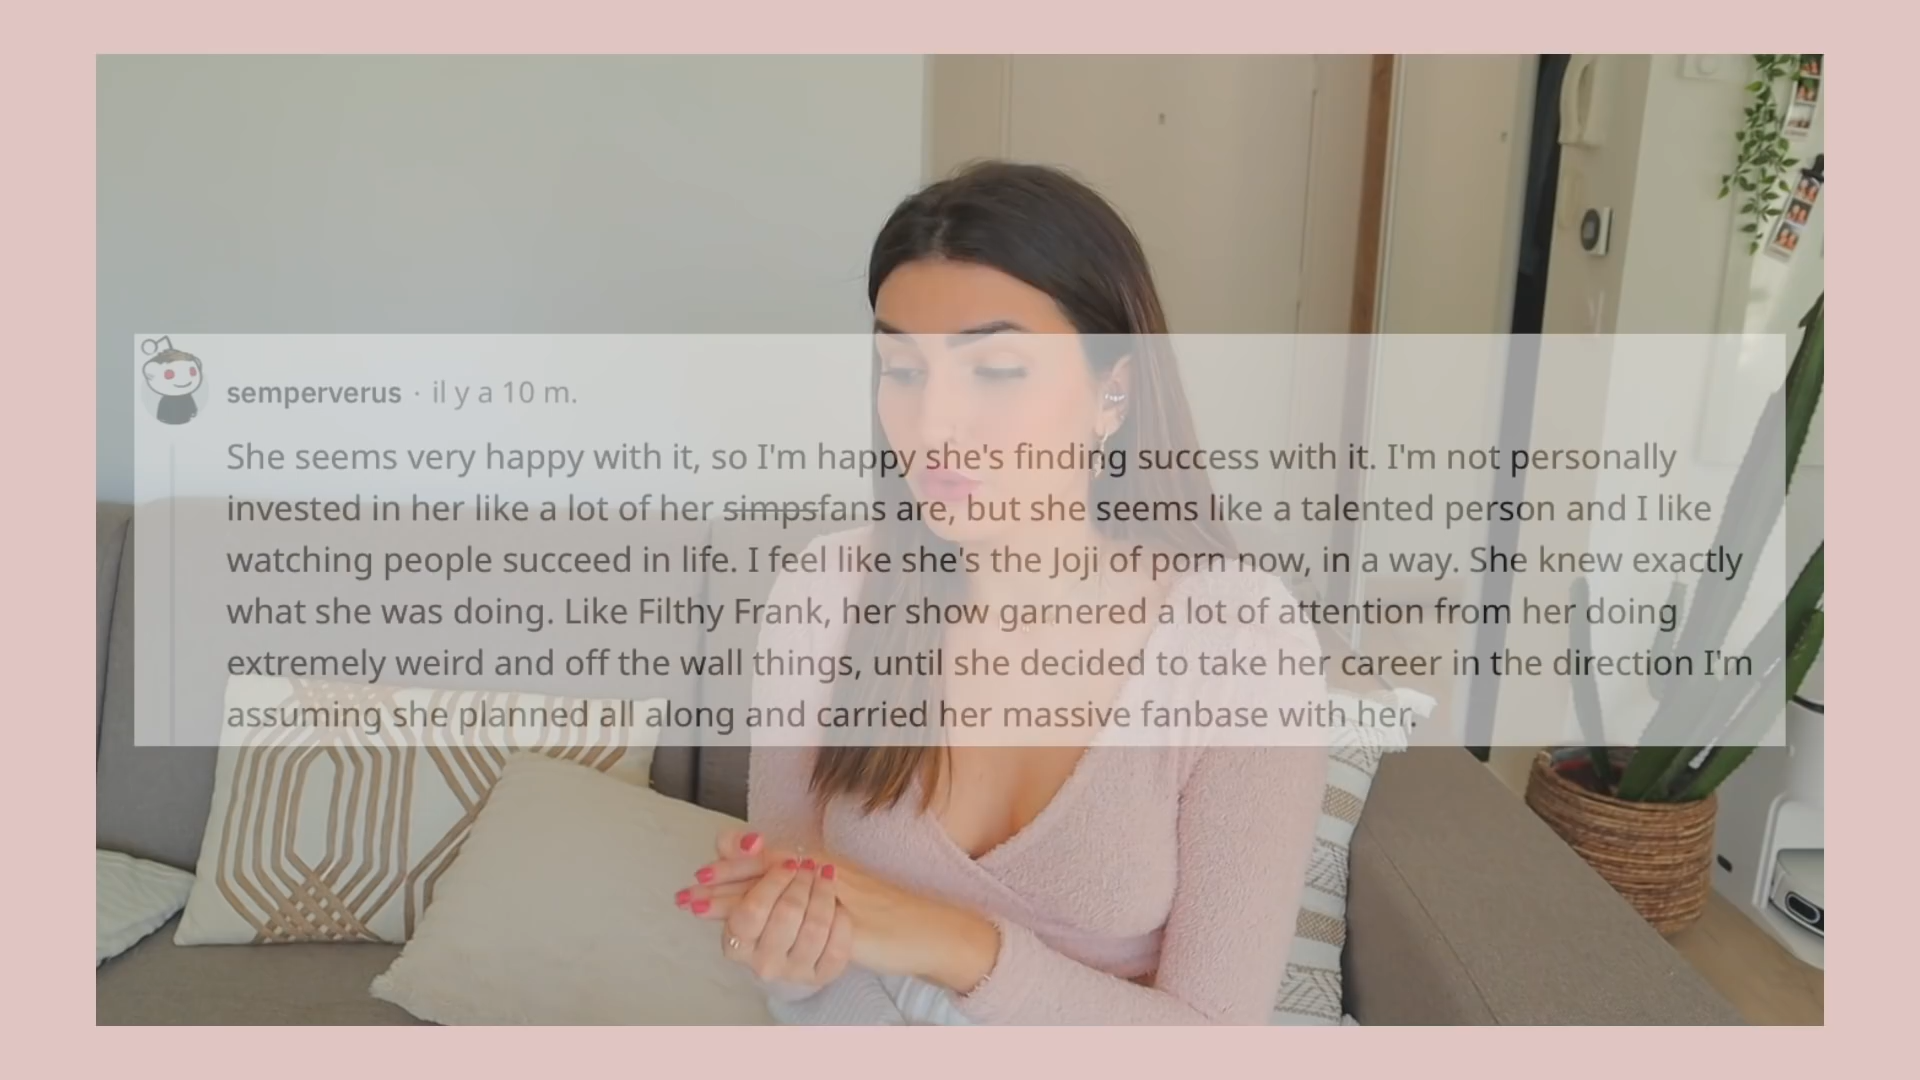 semperverus · il y a 10 m.
She seems very happy with it, so I'm happy she's finding success with it. I'm not personally
invested in her like a lot of her simpsfans are, but she seems like a talented person and I like
watching people succeed in life. I feel like she's the Joji of porn now, in a way. She knew exactly
what she was doing. Like Filthy Frank, her show garnered a lot of attention from her doing
extremely weird and off the wall things, until she decided to take her career in the direction I'm
assuming she planned all along and carried her massive fanbase with her.